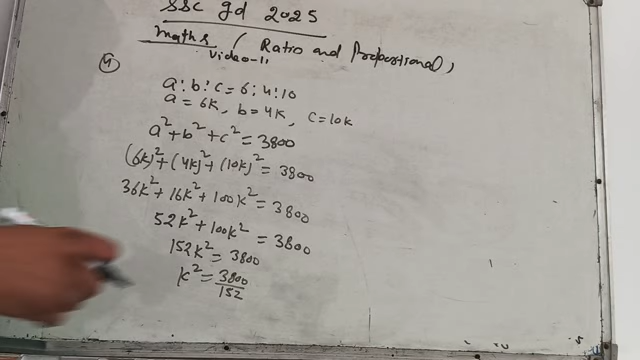 SSC gd 2025
Maths ( Ratio and Proportional),
Video-11
4
a:b:c = 6:4:10
a = 6k, b = 4k, c = 10k
a²+b²+c² = 3800
(6k)²+(4k)²+(10k)² = 3800
36k²+16k²+100k² = 3800
52k²+100k² = 3800
152k² = 3800
k² = 3800/152